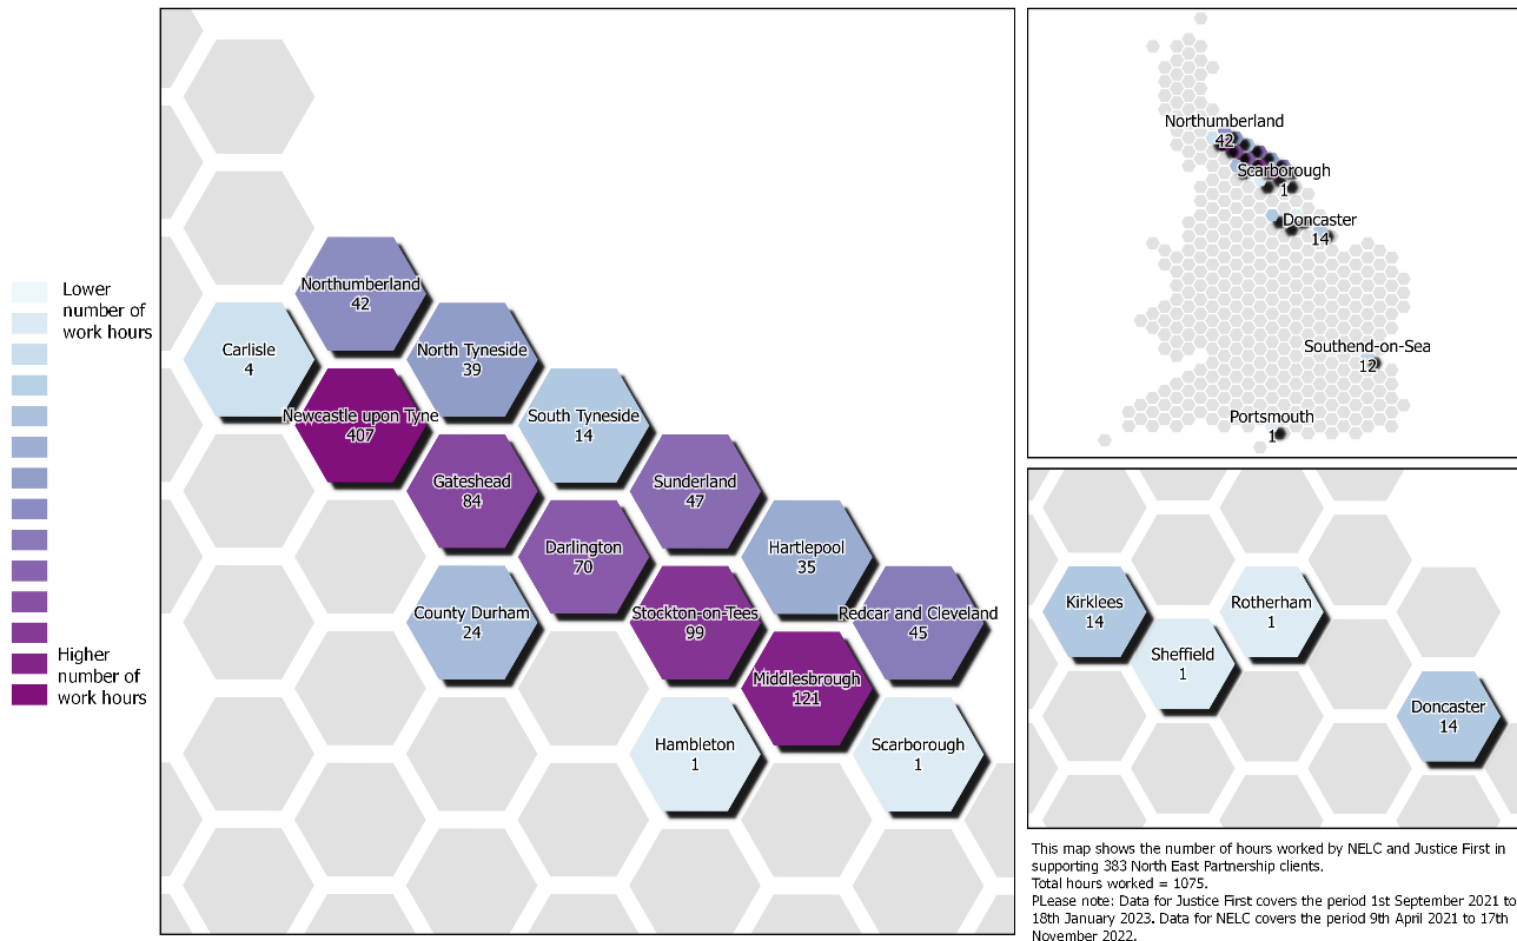 Lower
number of
work hours
Higher
number of
work hours
Northumberland
42
Carlisle
4
North Tyneside
39
Newcastle upon Tyne
407
South Tyneside
14
Gateshead
84
Sunderland
47
Darlington
70
Hartlepool
35
County Durham
24
Stockton-on-Tees
99
Redcar and Cleveland
45
Middlesbrough
121
Hambleton
1
Scarborough
1
Northumberland
42
Scarborough
1
Doncaster
14
Southend-on-Sea
12
Portsmouth
1
Kirklees
14
Rotherham
1
Sheffield
1
Doncaster
14
This map shows the number of hours worked by NELC and Justice First in
supporting 383 North East Partnership clients.
Total hours worked = 1075.
PLease note: Data for Justice First covers the period 1st September 2021 to
18th January 2023. Data for NELC covers the period 9th April 2021 to 17th
November 2022.